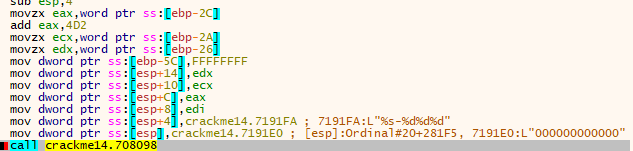 sub esp,4
movzx eax,word ptr ss:[ebp-2C]
add eax,4D2
movzx ecx,word ptr ss:[ebp-2A]
movzx edx,word ptr ss:[ebp-26]
mov dword ptr ss:[ebp-5C],FFFFFFFF
mov dword ptr ss:[esp+14],edx
mov dword ptr ss:[esp+10],ecx
mov dword ptr ss:[esp+C],eax
mov dword ptr ss:[esp+8],edi
mov dword ptr ss:[esp+4],crackme14.7191FA ; 7191FA:L"%s-%d%d%d"
mov dword ptr ss:[esp],crackme14.7191E0 ; [esp]:Ordinal#20+281F5, 7191E0:L"000000000000"
call crackme14.708098